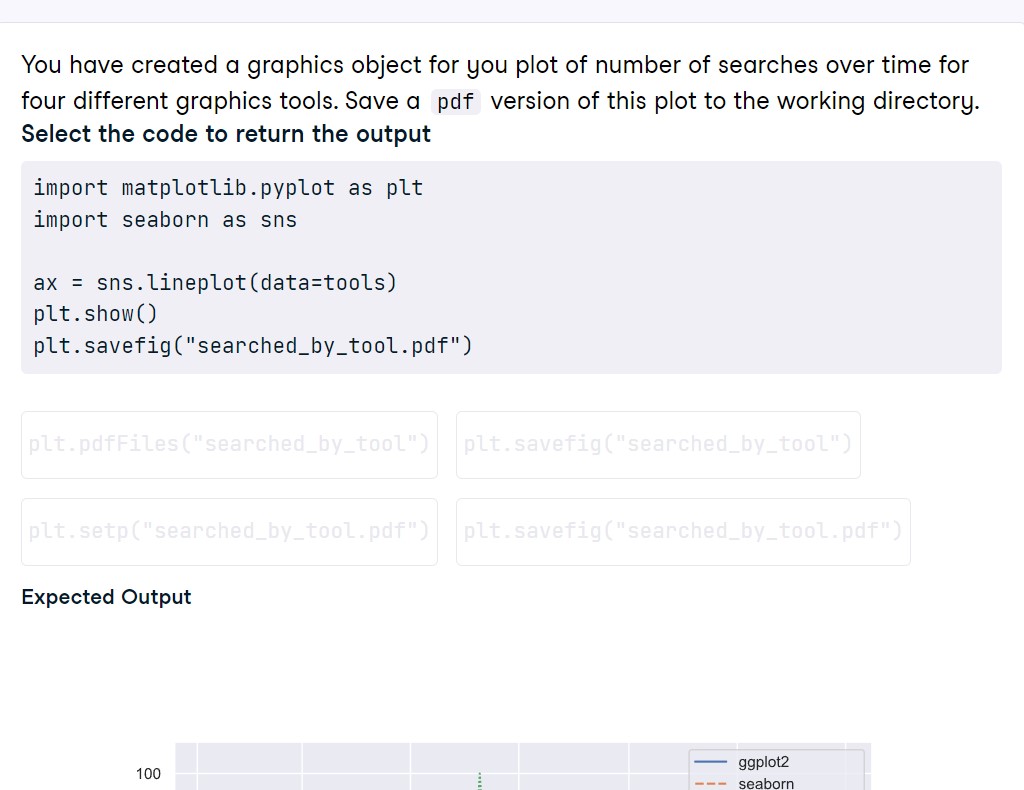 You have created a graphics object for you plot of number of searches over time for
four different graphics tools. Save a pdf version of this plot to the working directory.
Select the code to return the output
import matplotlib.pyplot as plt
import seaborn as sns
ax = sns.lineplot(data=tools)
plt.show()
plt.savefig("searched_by_tool.pdf")
plt.pdfFiles("searched_by_tool")
plt.savefig("searched_by_tool")
plt.setp("searched_by_tool.pdf")
plt.savefig("searched_by_tool.pdf")
Expected Output
100
ggplot2
seaborn